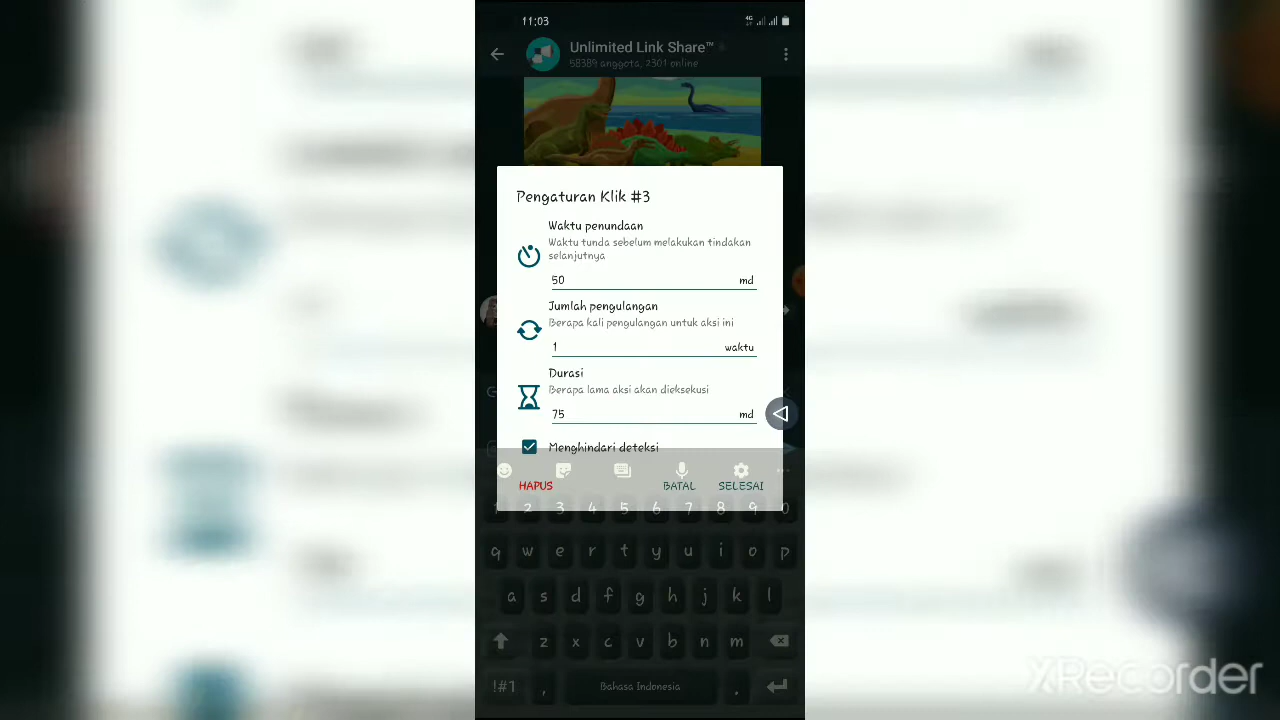 11:03
4G
Unlimited Link Share™
58389 anggota, 2301 online
Pengaturan Klik #3
Waktu penundaan
Waktu tunda sebelum melakukan tindakan
selanjutnya
50 md
Jumlah pengulangan
Berapa kali pengulangan untuk aksi ini
1 waktu
Durasi
Berapa lama aksi akan dieksekusi
75 md
Menghindari deteksi
HAPUS BATAL SELESAI
1 2 3 4 5 6 7 8 9 0
q w e r t y u i o p
a s d f g h j k l
z x c v b n m
!#1 , Bahasa Indonesia .
XRecorder